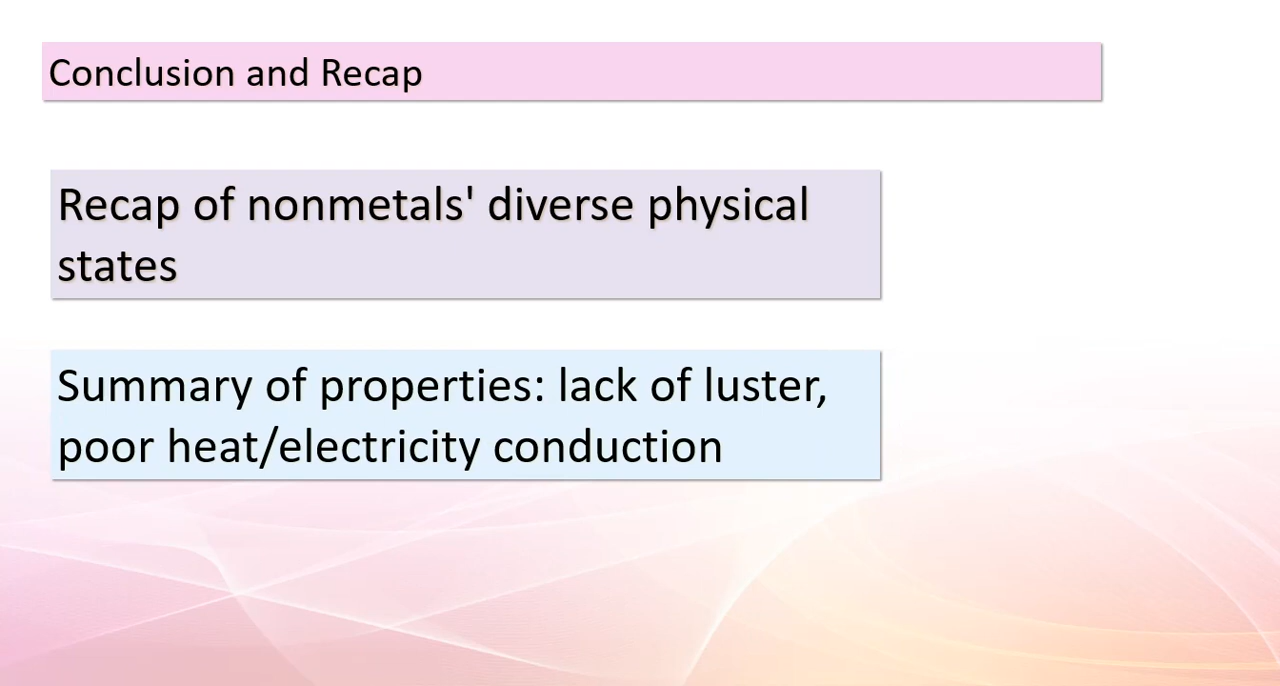 Conclusion and Recap
Recap of nonmetals' diverse physical
states
Summary of properties: lack of luster,
poor heat/electricity conduction